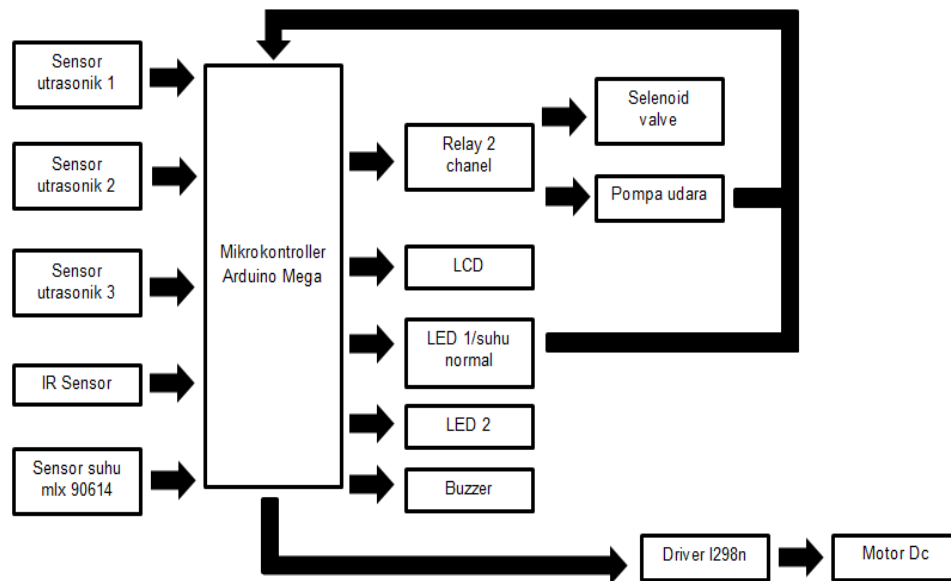 Sensor
utrasonik 1
Sensor
utrasonik 2
Sensor
utrasonik 3
IR Sensor
Sensor suhu
mlx 90614
Mikrokontroller
Arduino Mega
Relay 2
chanel
Selenoid
valve
Pompa udara
LCD
LED 1/suhu
normal
LED 2
Buzzer
Driver l298n
Motor Dc